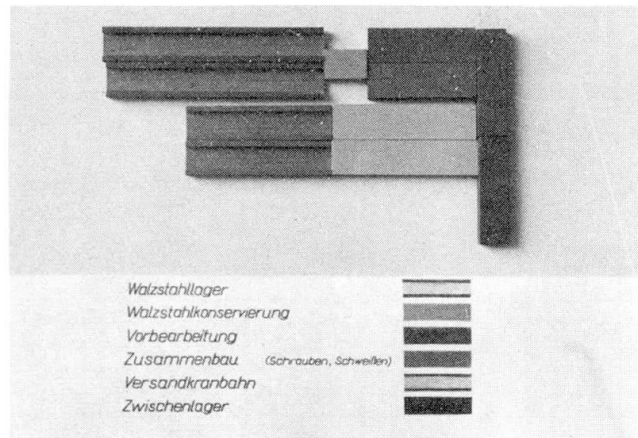 Walzstahllager
Walzstahlkonservierung
Vorbearbeitung
Zusammenbau (Schrauben, Schweißen)
Versandkranbahn
Zwischenlager